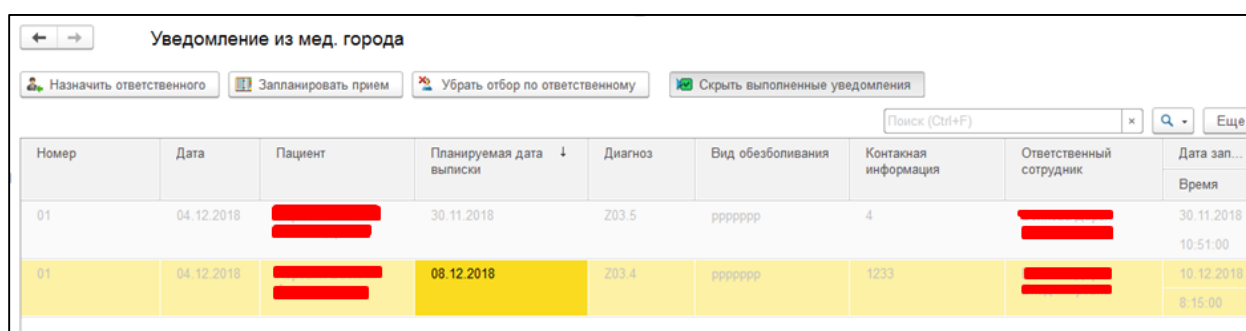 Уведомление из мед. города
Назначить ответственного Запланировать прием Убрать отбор по ответственному Скрыть выполненные уведомления
Поиск (Ctrl+F) × Еще
Номер Дата Пациент Планируемая дата ↓ Диагноз Вид обезболивания Контакная Ответственный Дата зап...
выписки информация сотрудник
Время
01 04.12.2018 30.11.2018 Z03.5 ррррррр 4 30.11.2018
10:51:00
01 04.12.2018 08.12.2018 Z03.4 ррррррр 1233 10.12.2018
8:15:00